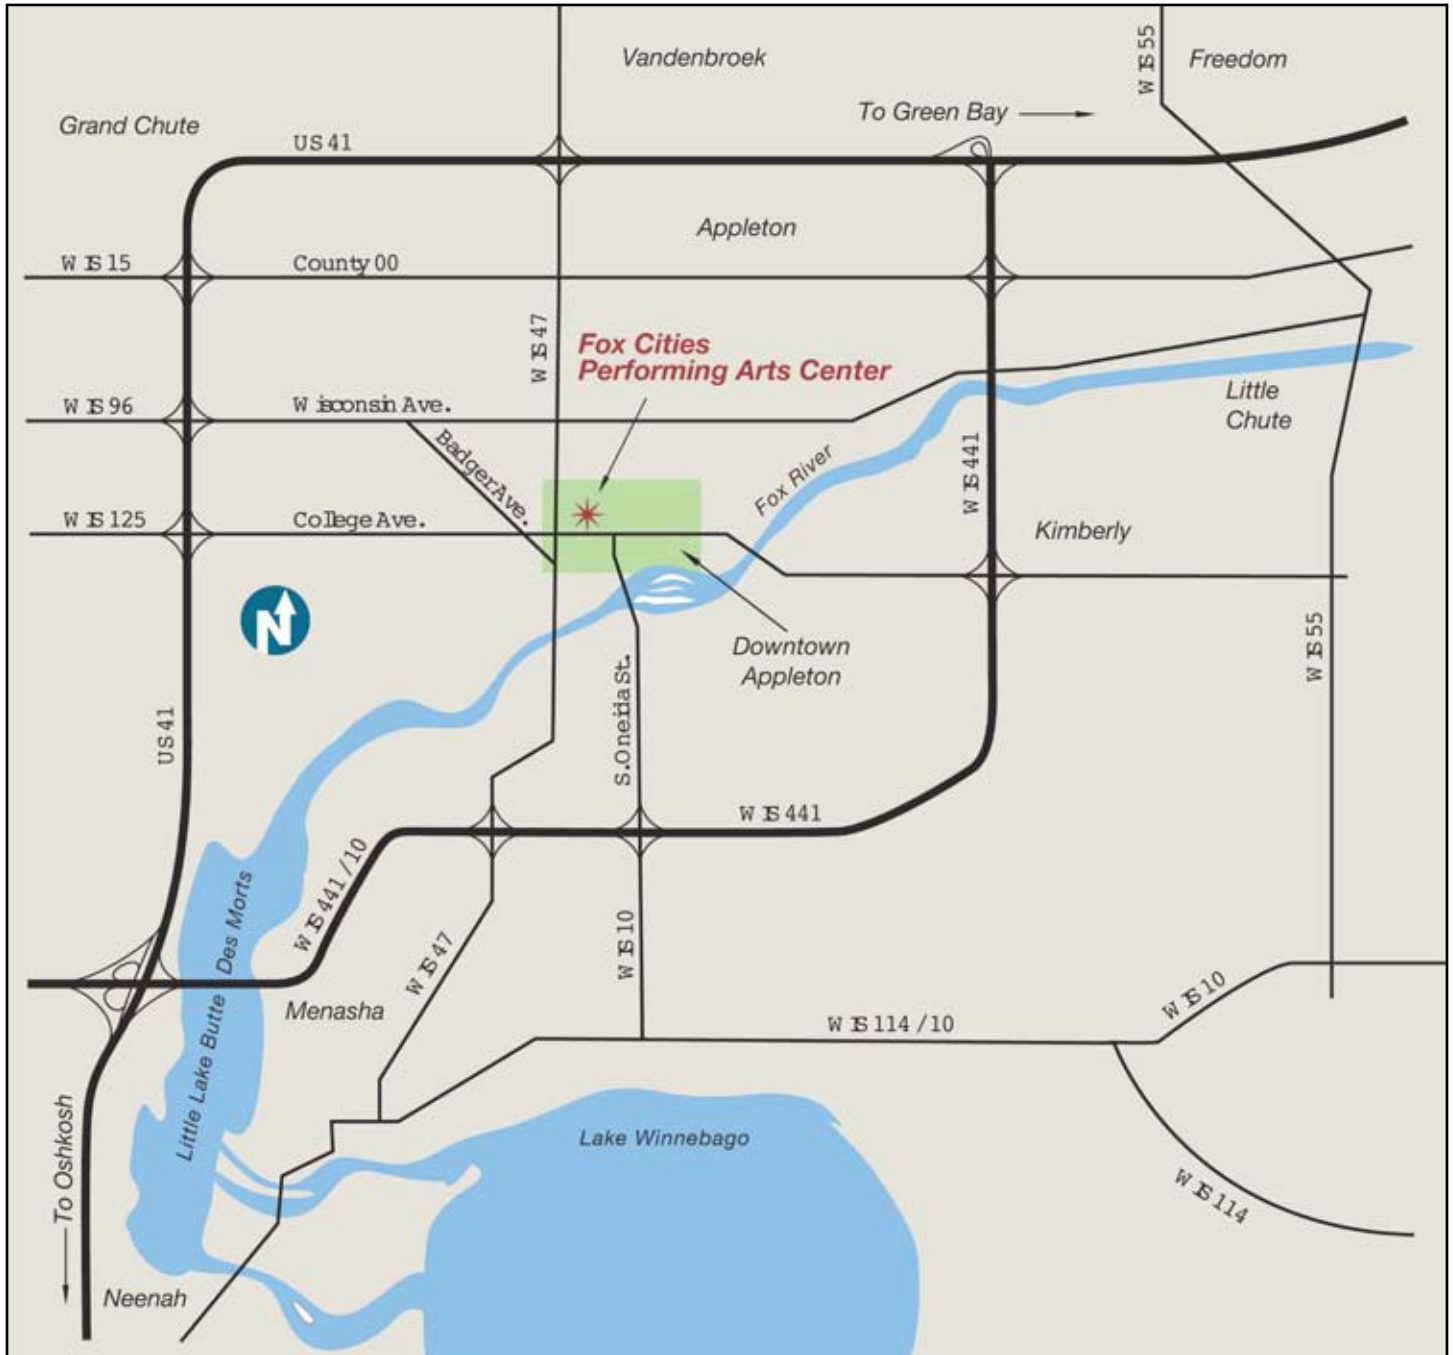 Vandenbroek
WIS 55
Freedom
To Green Bay
Grand Chute
US 41
Appleton
WIS 15
County 00
WIS 47
Fox Cities
Performing Arts Center
Little
Chute
WIS 96
Wisconsin Ave.
Badger Ave.
Fox River
WIS 441
WIS 125
College Ave.
Kimberly
N
Downtown
Appleton
WIS 55
S. Oneida St.
US 41
WIS 441
WIS 441/10
Little Lake Butte Des Morts
WIS 47
WIS 10
Menasha
WIS 114/10
WIS 10
To Oshkosh
Lake Winnebago
WIS 114
Neenah